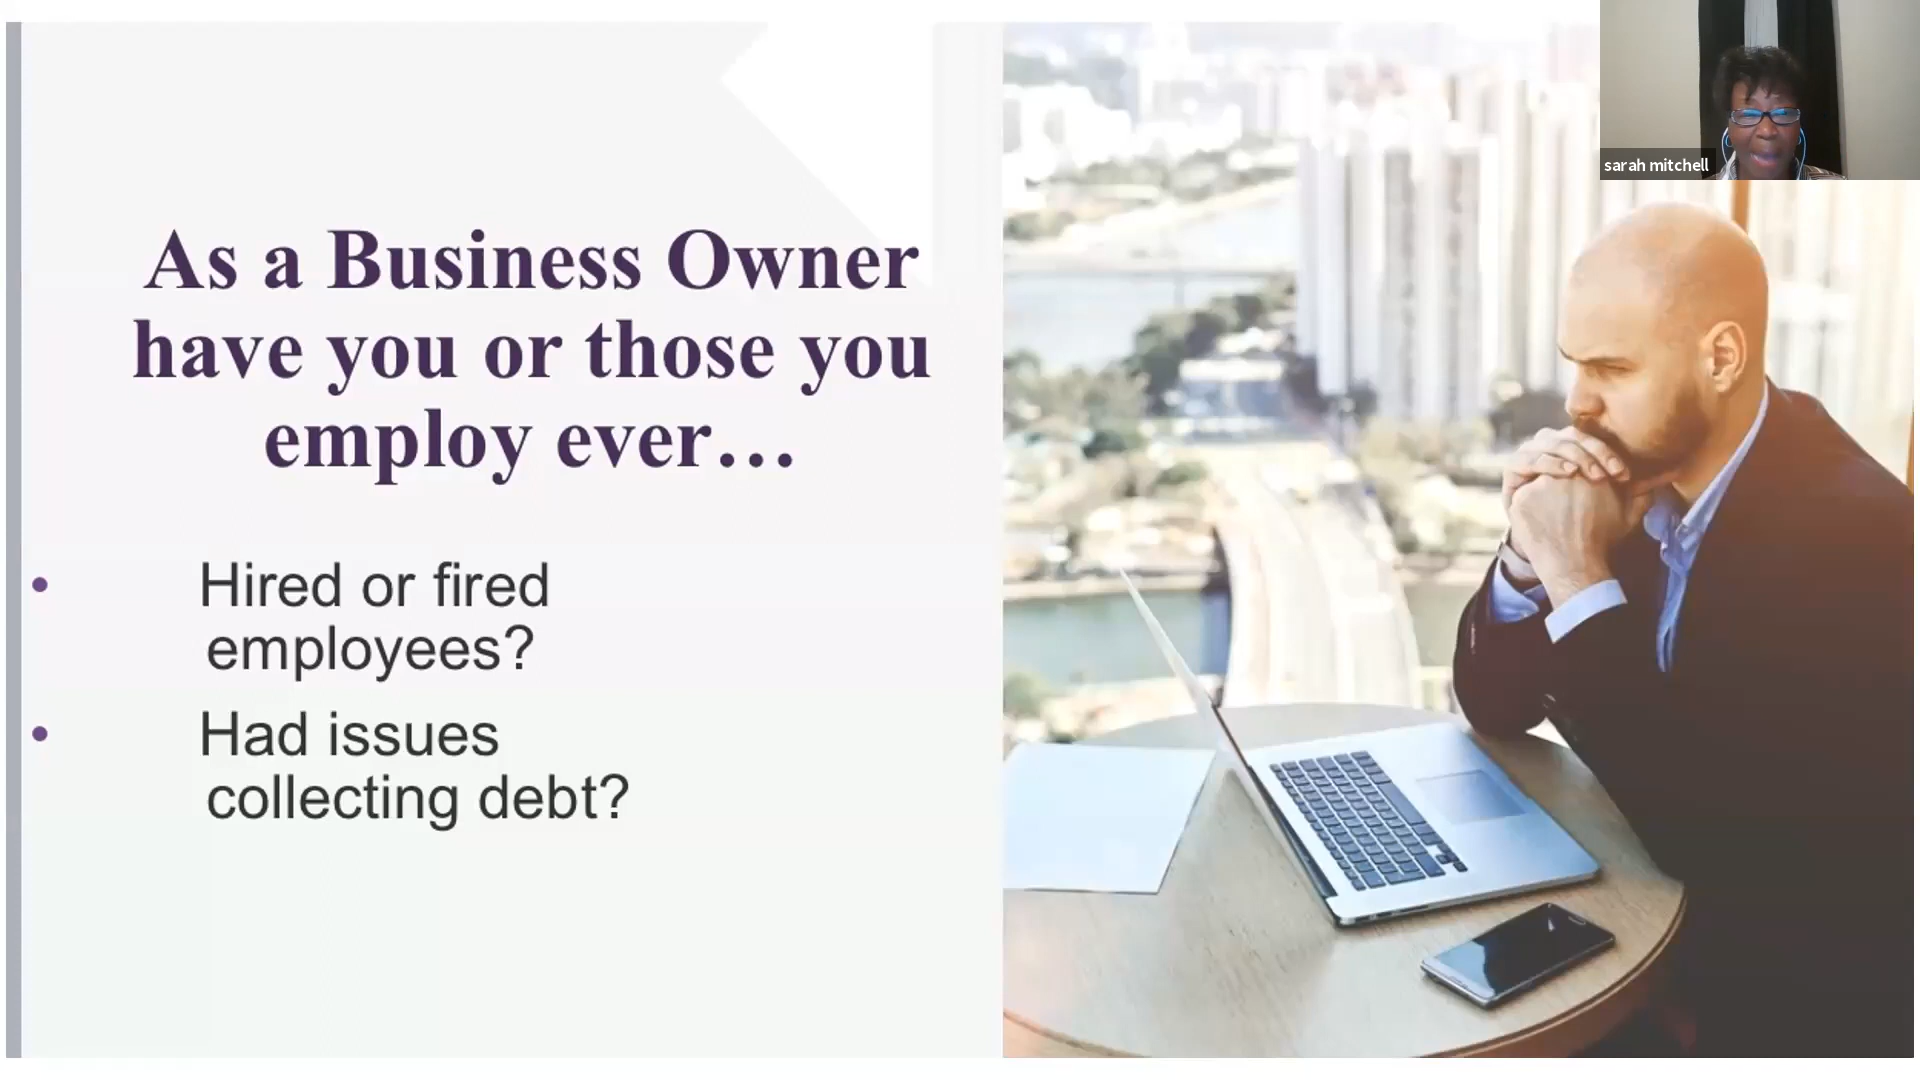 sarah mitchell
As a Business Owner
have you or those you
employ ever…
• Hired or fired
employees?
• Had issues
collecting debt?